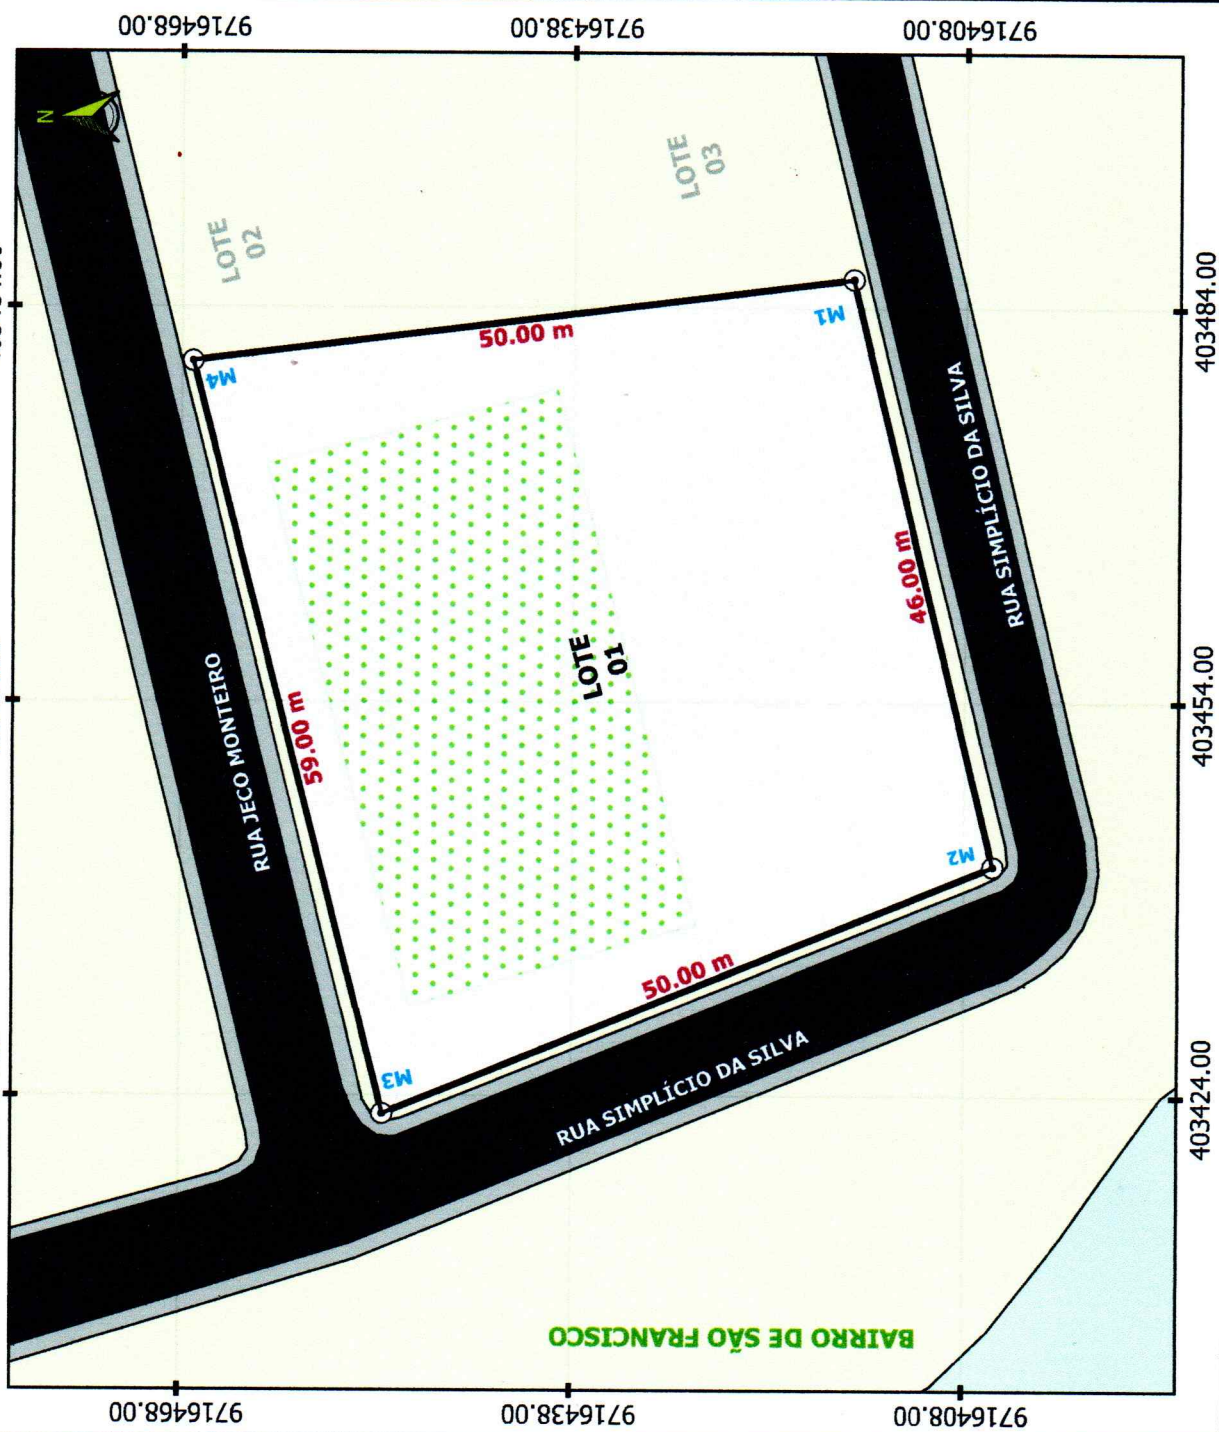 9716468.00
9716438.00
9716408.00
N
LOTE
02
LOTE
03
M4
50.00 m
M1
403484.00
RUA JECO MONTEIRO
59.00 m
LOTE
01
46.00 m
RUA SIMPLÍCIO DA SILVA
403454.00
M2
M3
50.00 m
RUA SIMPLÍCIO DA SILVA
403424.00
BAIRRO DE SÃO FRANCISCO
9716468.00
9716438.00
9716408.00